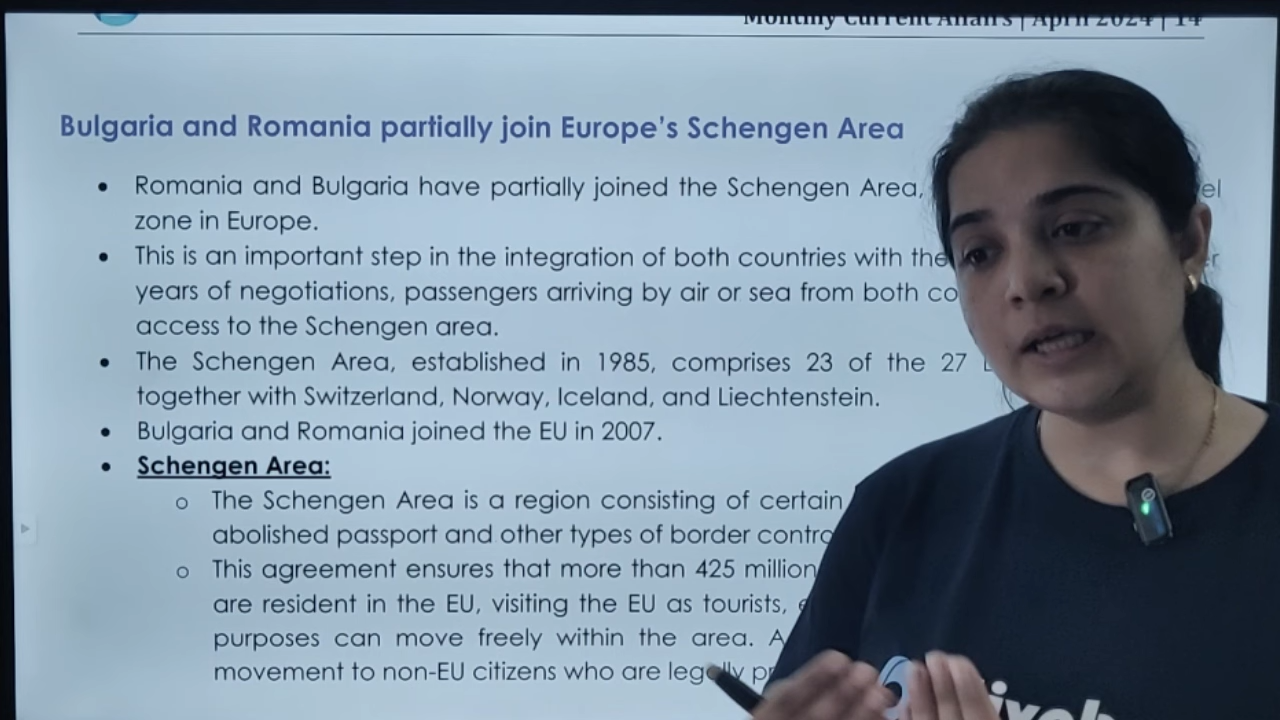 Monthly Current Affairs | April 2024 | 14
Bulgaria and Romania partially join Europe's Schengen Area
• Romania and Bulgaria have partially joined the Schengen Area,
zone in Europe.
• This is an important step in the integration of both countries with the
years of negotiations, passengers arriving by air or sea from both
access to the Schengen area.
• The Schengen Area, established in 1985, comprises 23 of the 27
together with Switzerland, Norway, Iceland, and Liechtenstein.
• Bulgaria and Romania joined the EU in 2007.
• Schengen Area:
o The Schengen Area is a region consisting of certain
abolished passport and other types of border
o This agreement ensures that more than 425 million
are resident in the EU, visiting the EU as tourists,
purposes can move freely within the area.
movement to non-EU citizens who are legally